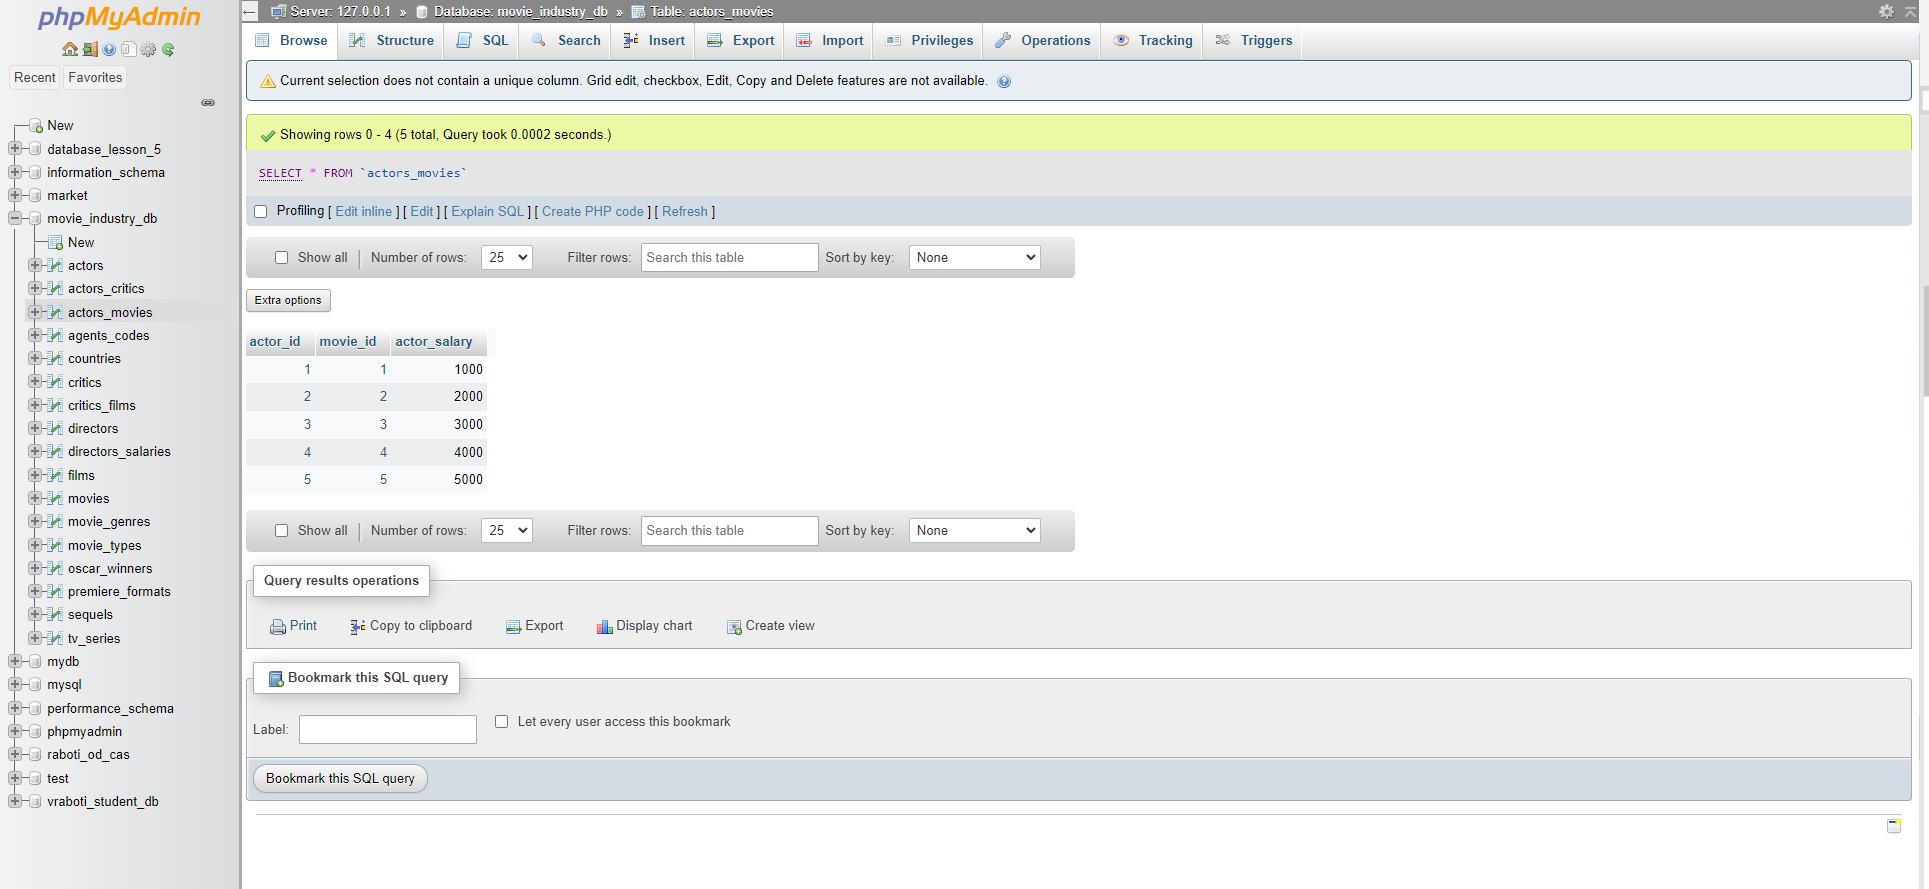 phpMyAdmin
Recent
Favorites
New
database_lesson_5
information_schema
market
movie_industry_db
New
actors
actors_critics
actors_movies
agents_codes
countries
critics
critics_films
directors
directors_salaries
films
movies
movie_genres
movie_types
oscar_winners
premiere_formats
sequels
tv_series
mydb
mysql
performance_schema
phpmyadmin
raboti_od_cas
test
vraboti_student_db
Server: 127.0.0.1 » Database: movie_industry_db » Table: actors_movies
Browse Structure SQL Search Insert Export Import Privileges Operations Tracking Triggers
Current selection does not contain a unique column. Grid edit, checkbox, Edit, Copy and Delete features are not available.
Showing rows 0 - 4 (5 total, Query took 0.0002 seconds.)
SELECT * FROM `actors_movies`
Profiling [ Edit inline ] [ Edit ] [ Explain SQL ] [ Create PHP code ] [ Refresh ]
Show all Number of rows: 25 Filter rows: Search this table Sort by key: None
Extra options
actor_id movie_id actor_salary
1 1 1000
2 2 2000
3 3 3000
4 4 4000
5 5 5000
Show all Number of rows: 25 Filter rows: Search this table Sort by key: None
Query results operations
Print Copy to clipboard Export Display chart Create view
Bookmark this SQL query
Label: Let every user access this bookmark
Bookmark this SQL query